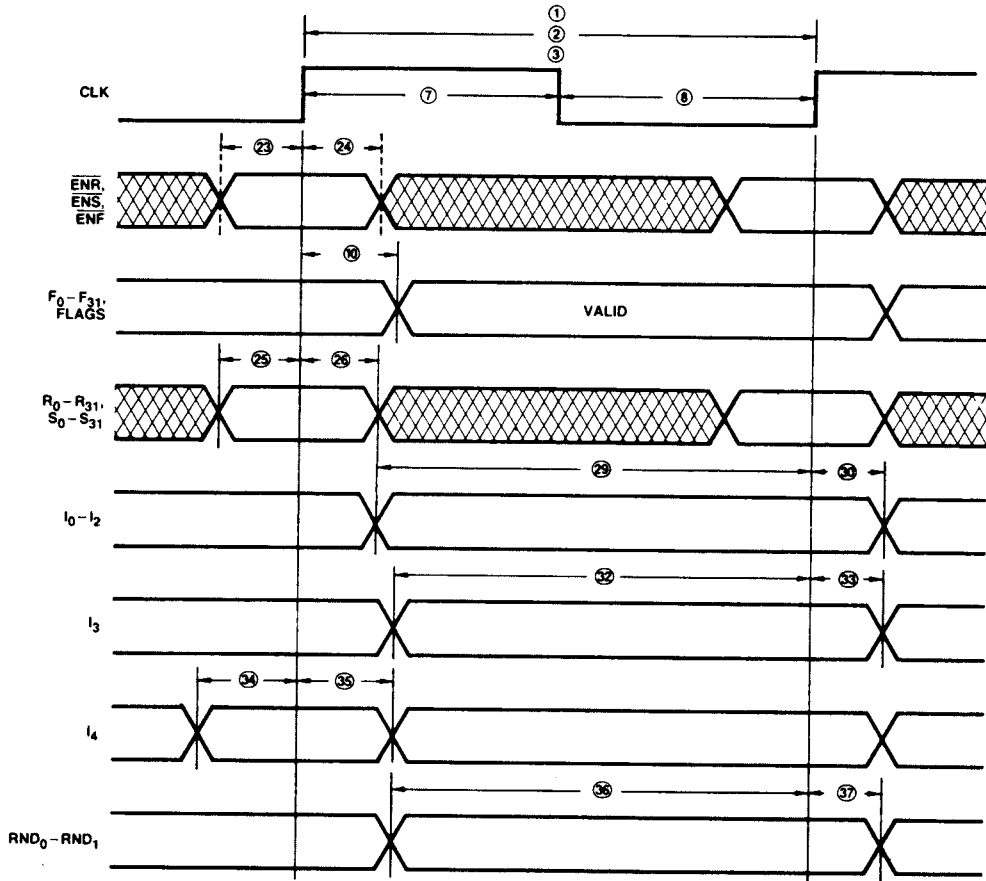 ①
②
③
CLK
⑦ ⑧
㉓ ㉔
ENR,
ENS,
ENF
⑩
F0–F31,
FLAGS
VALID
㉕ ㉖
R0–R31,
S0–S31
㉙ ㉚
I0–I2
㉜ ㉝
I3
㉞ ㉟
I4
㊱ ㊲
RND0–RND1